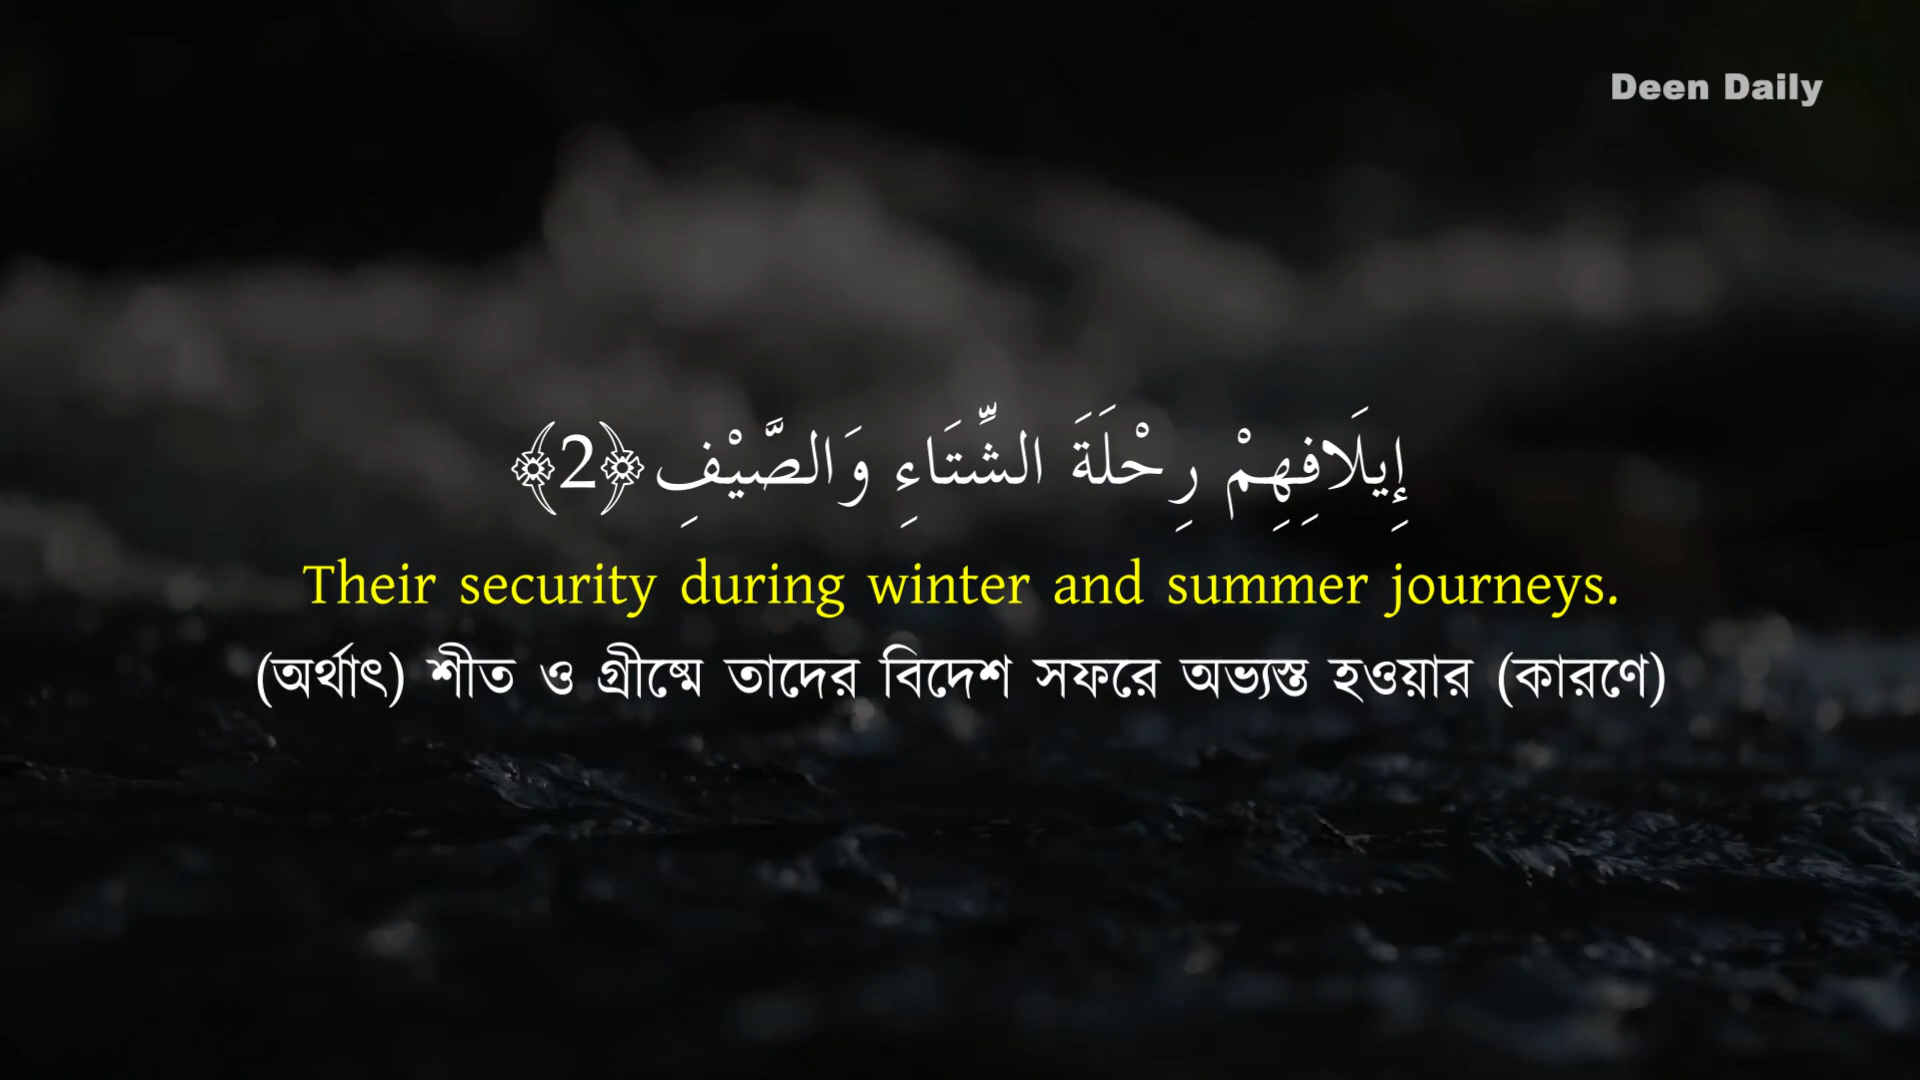 Deen Daily
إِيلَافِهِمْ رِحْلَةَ الشِّتَاءِ وَالصَّيْفِ ﴿2﴾
Their security during winter and summer journeys.
(অর্থাৎ) শীত ও গ্রীষ্মে তাদের বিদেশ সফরে অভ্যস্ত হওয়ার (কারণে)